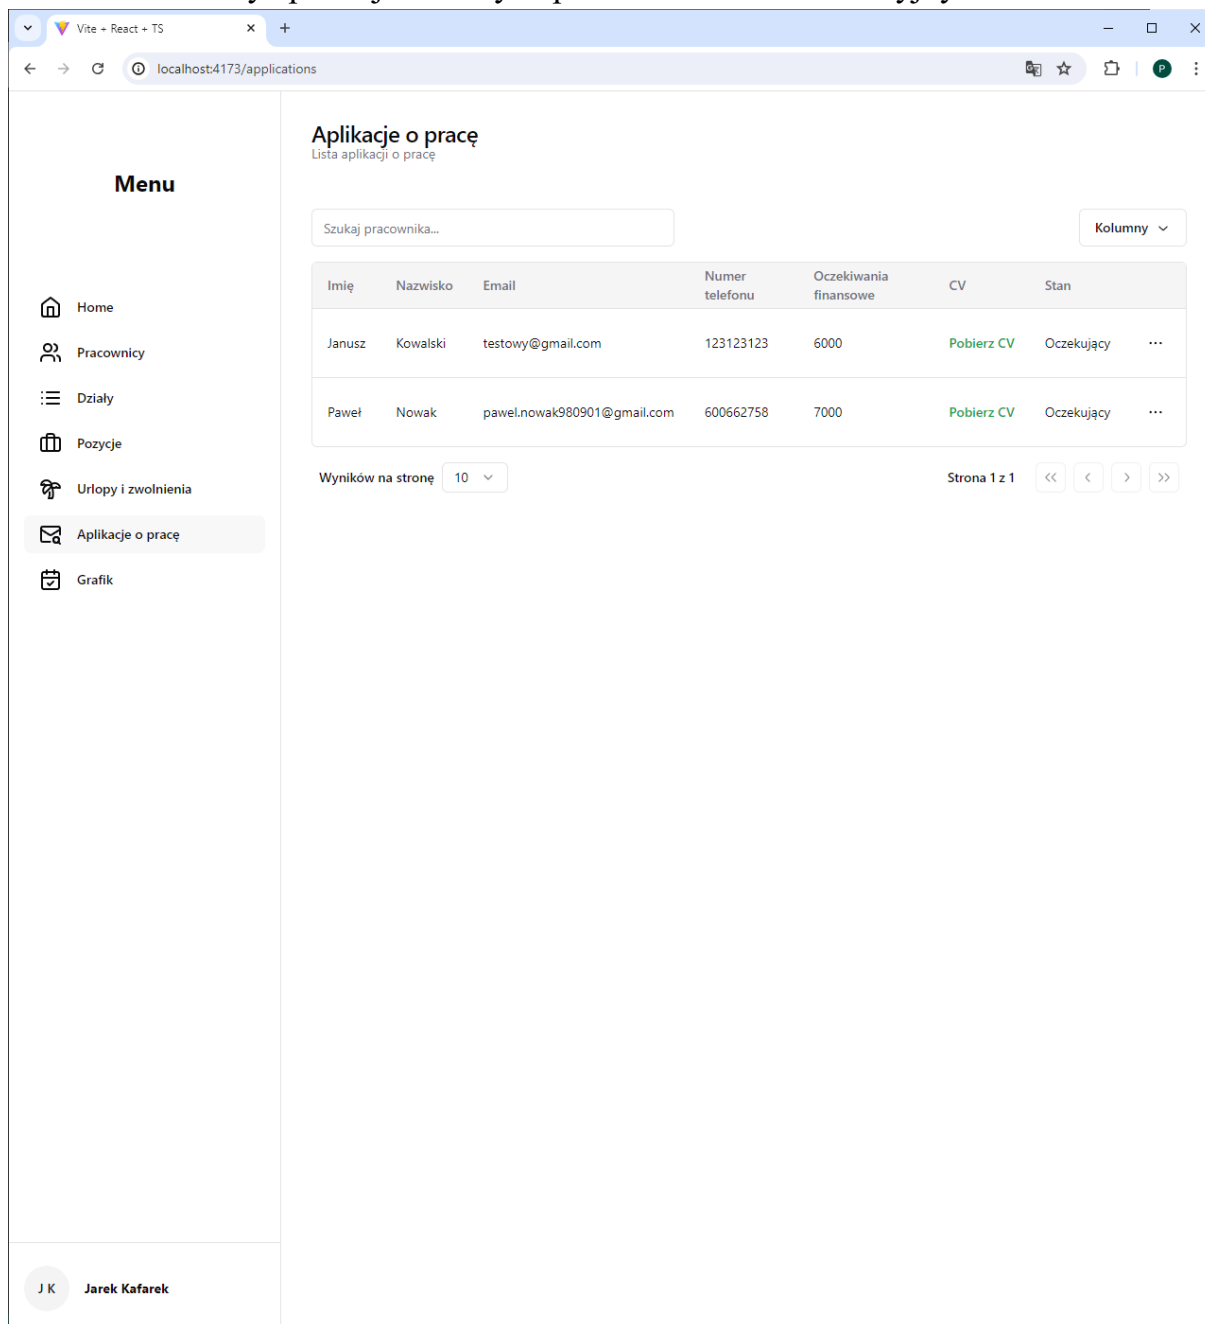 Vite + React + TS
localhost:4173/applications
P
Menu
Home
Pracownicy
Działy
Pozycje
Urlopy i zwolnienia
Aplikacje o pracę
Grafik
J K Jarek Kafarek
Aplikacje o pracę
Lista aplikacji o pracę
Szukaj pracownika...
Kolumny
Imię Nazwisko Email Numer telefonu Oczekiwania finansowe CV Stan
Janusz Kowalski testowy@gmail.com 123123123 6000 Pobierz CV Oczekujący ...
Paweł Nowak pawel.nowak980901@gmail.com 600662758 7000 Pobierz CV Oczekujący ...
Wyników na stronę 10 Strona 1 z 1 << < > >>